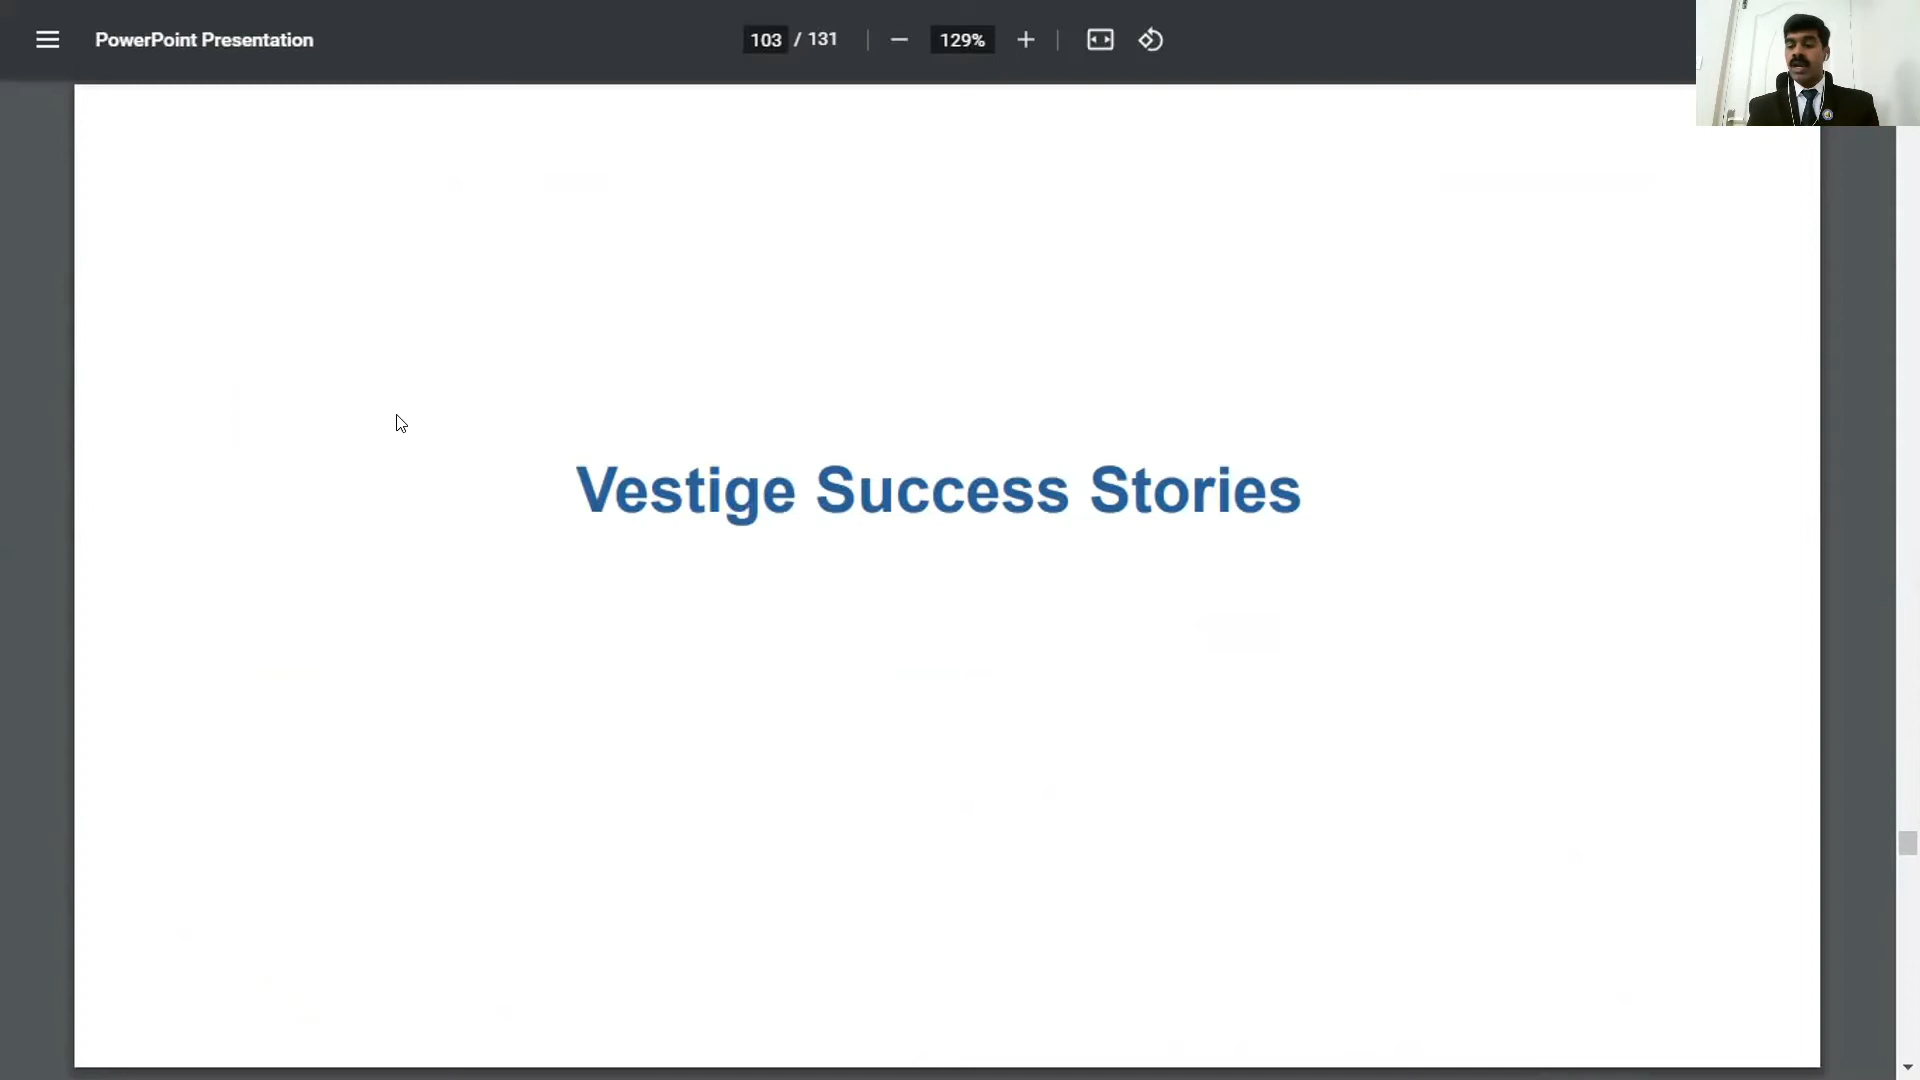 PowerPoint Presentation
103 / 131
129%
Vestige Success Stories